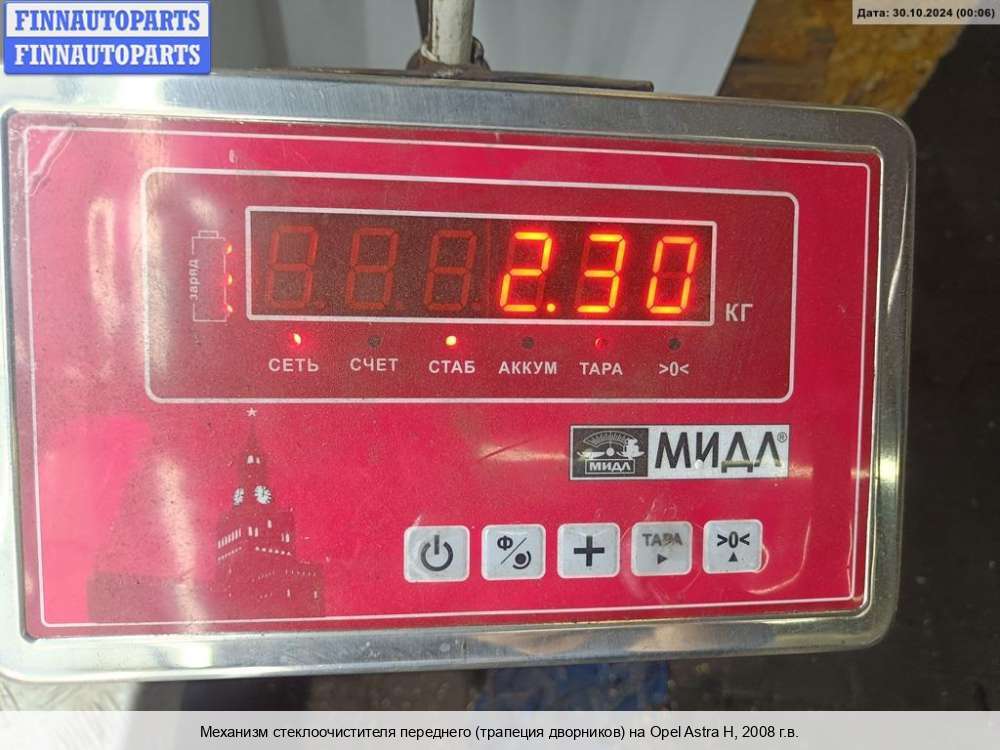 FINNAUTOPARTS
FINNAUTOPARTS
Дата: 30.10.2024 (00:06)
заряд
2.30
КГ
СЕТЬ СЧЕТ СТАБ АККУМ ТАРА >0<
МИДЛ МИДЛ®
Ф/ + ТАРА >0<
Механизм стеклоочистителя переднего (трапеция дворников) на Opel Astra H, 2008 г.в.